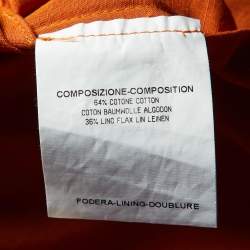 COMPOSIZIONE-COMPOSITION
64% COTONE COTTON
COTON BAUMWOLLE ALGODON
36% LINO FLAX LIN LEINEN
FODERA-LINING-DOUBLURE